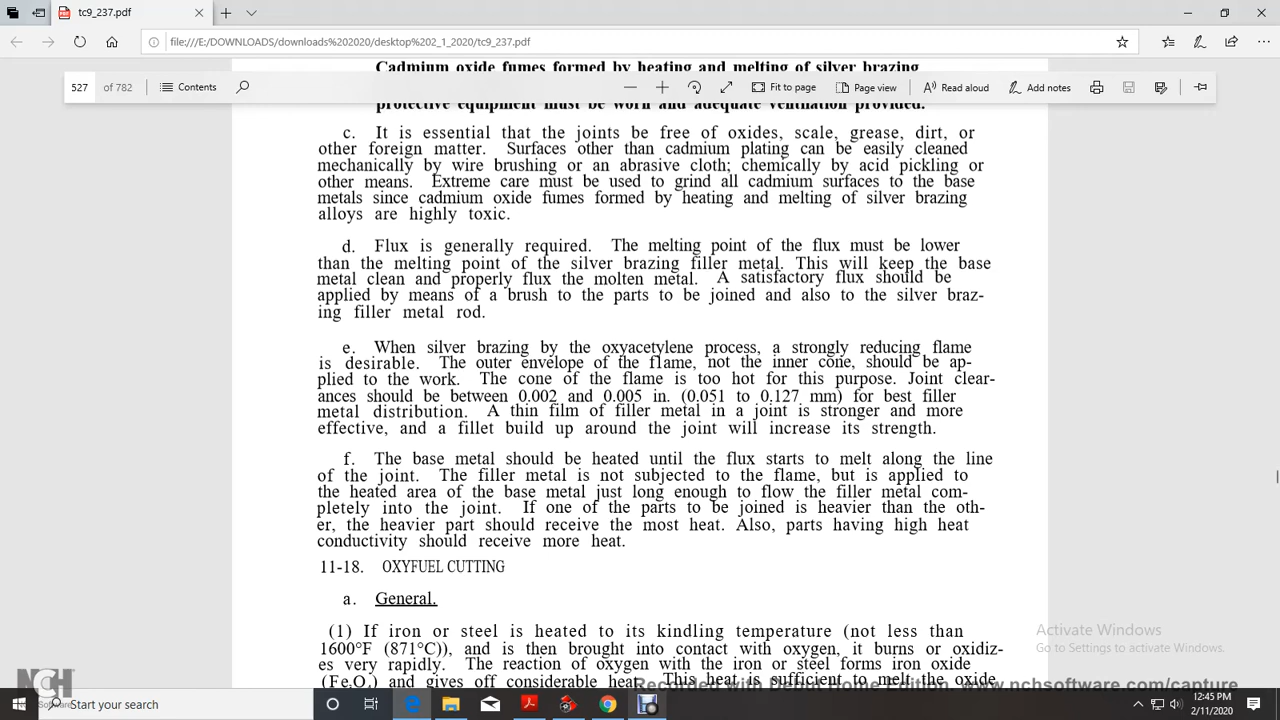 tc9_237.pdf
file:///E:/DOWNLOADS/downloads%202020/desktop%202_1_2020/tc9_237.pdf
Cadmium oxide fumes formed by heating and melting of silver brazing
527 of 782 Contents Fit to page Page view Read aloud Add notes
protective equipment must be worn and adequate ventilation provided.
c. It is essential that the joints be free of oxides, scale, grease, dirt, or
other foreign matter. Surfaces other than cadmium plating can be easily cleaned
mechanically by wire brushing or an abrasive cloth; chemically by acid pickling or
other means. Extreme care must be used to grind all cadmium surfaces to the base
metals since cadmium oxide fumes formed by heating and melting of silver brazing
alloys are highly toxic.
d. Flux is generally required. The melting point of the flux must be lower
than the melting point of the silver brazing filler metal. This will keep the base
metal clean and properly flux the molten metal. A satisfactory flux should be
applied by means of a brush to the parts to be joined and also to the silver braz-
ing filler metal rod.
e. When silver brazing by the oxyacetylene process, a strongly reducing flame
is desirable. The outer envelope of the flame, not the inner cone, should be ap-
plied to the work. The cone of the flame is too hot for this purpose. Joint clear-
ances should be between 0.002 and 0.005 in. (0.051 to 0.127 mm) for best filler
metal distribution. A thin film of filler metal in a joint is stronger and more
effective, and a fillet build up around the joint will increase its strength.
f. The base metal should be heated until the flux starts to melt along the line
of the joint. The filler metal is not subjected to the flame, but is applied to
the heated area of the base metal just long enough to flow the filler metal com-
pletely into the joint. If one of the parts to be joined is heavier than the oth-
er, the heavier part should receive the most heat. Also, parts having high heat
conductivity should receive more heat.
11-18. OXYFUEL CUTTING
a. General.
(1) If iron or steel is heated to its kindling temperature (not less than
1600°F (871°C)), and is then brought into contact with oxygen, it burns or oxidiz-
es very rapidly. The reaction of oxygen with the iron or steel forms iron oxide
(Fe3O4) and gives off considerable heat. This heat is sufficient to melt the oxide
Activate Windows
Go to Settings to activate Windows.
NCH Software
Recorded with Debut Home Edition. www.nchsoftware.com/capture
Start your search
12:45 PM
2/11/2020